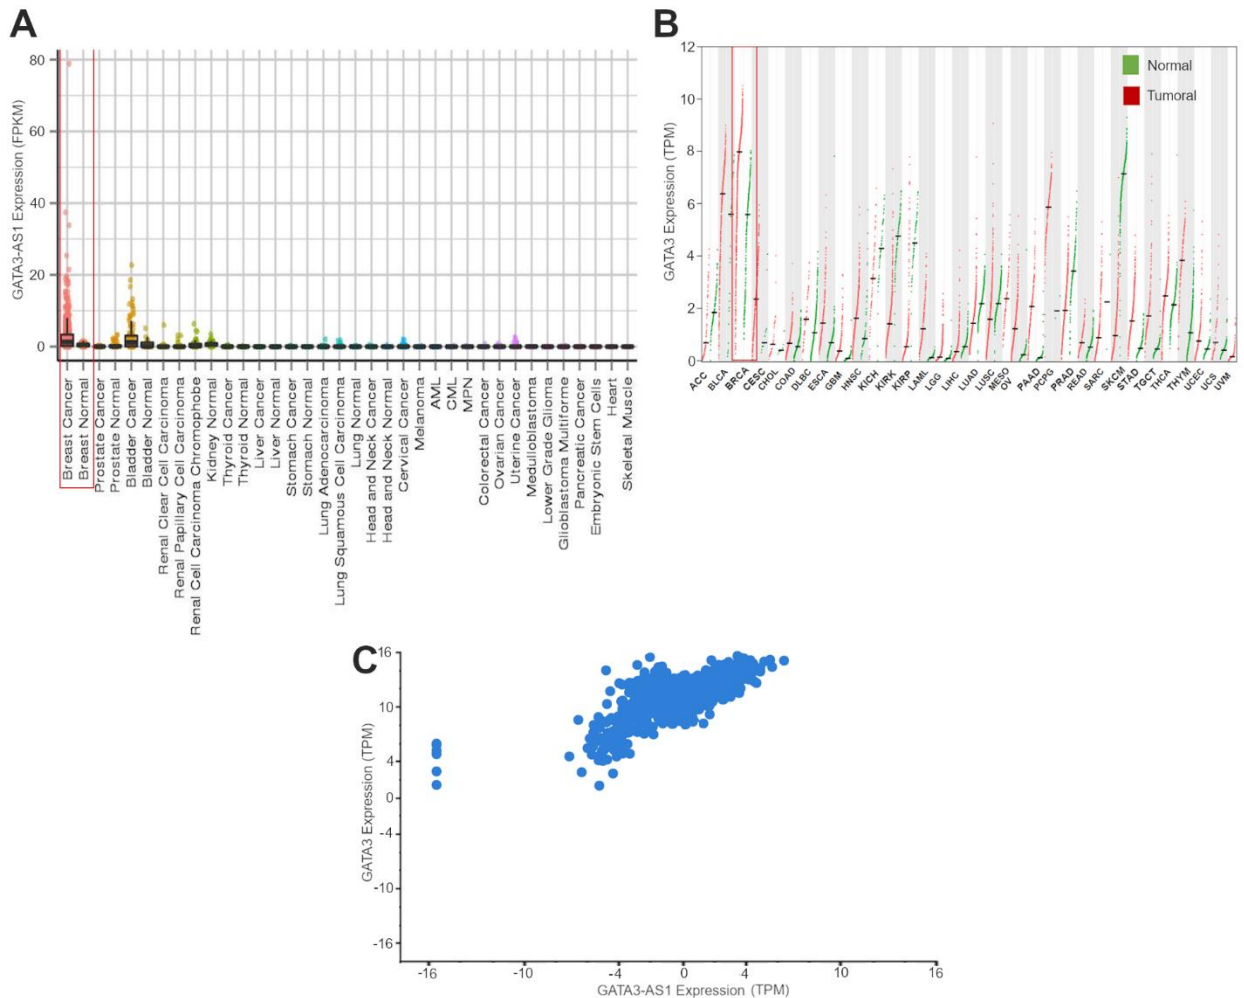 A
GATA3-AS1 Expression (FPKM)
80
60
40
20
0
Breast Cancer
Breast Normal
Prostate Cancer
Prostate Normal
Bladder Cancer
Bladder Normal
Renal Clear Cell Carcinoma
Renal Papillary Cell Carcinoma
Renal Cell Carcinoma Chromophobe
Kidney Normal
Thyroid Cancer
Thyroid Normal
Liver Cancer
Liver Normal
Stomach Cancer
Stomach Normal
Lung Adenocarcinoma
Lung Squamous Cell Carcinoma
Lung Normal
Head and Neck Cancer
Head and Neck Normal
Cervical Cancer
Melanoma
AML
CML
MPN
Colorectal Cancer
Ovarian Cancer
Uterine Cancer
Medulloblastoma
Lower Grade Glioma
Glioblastoma Multiforme
Pancreatic Cancer
Embryonic Stem Cells
Heart
Skeletal Muscle
B
GATA3 Expression (TPM)
12
10
8
6
4
2
0
Normal
Tumoral
ACC
BLCA
BRCA
CESC
CHOL
COAD
DLBC
ESCA
GBM
HNSC
KICH
KIRK
KIRP
LAML
LGG
LIHC
LUAD
LUSC
MESO
OV
PAAD
PCPG
PRAD
READ
SARC
SKCM
STAD
TGCT
THCA
THYM
UCEC
UCS
UVM
C
GATA3 Expression (TPM)
16
10
4
0
-4
-10
-16
-16 -10 -4 0 4 10 16
GATA3-AS1 Expression (TPM)